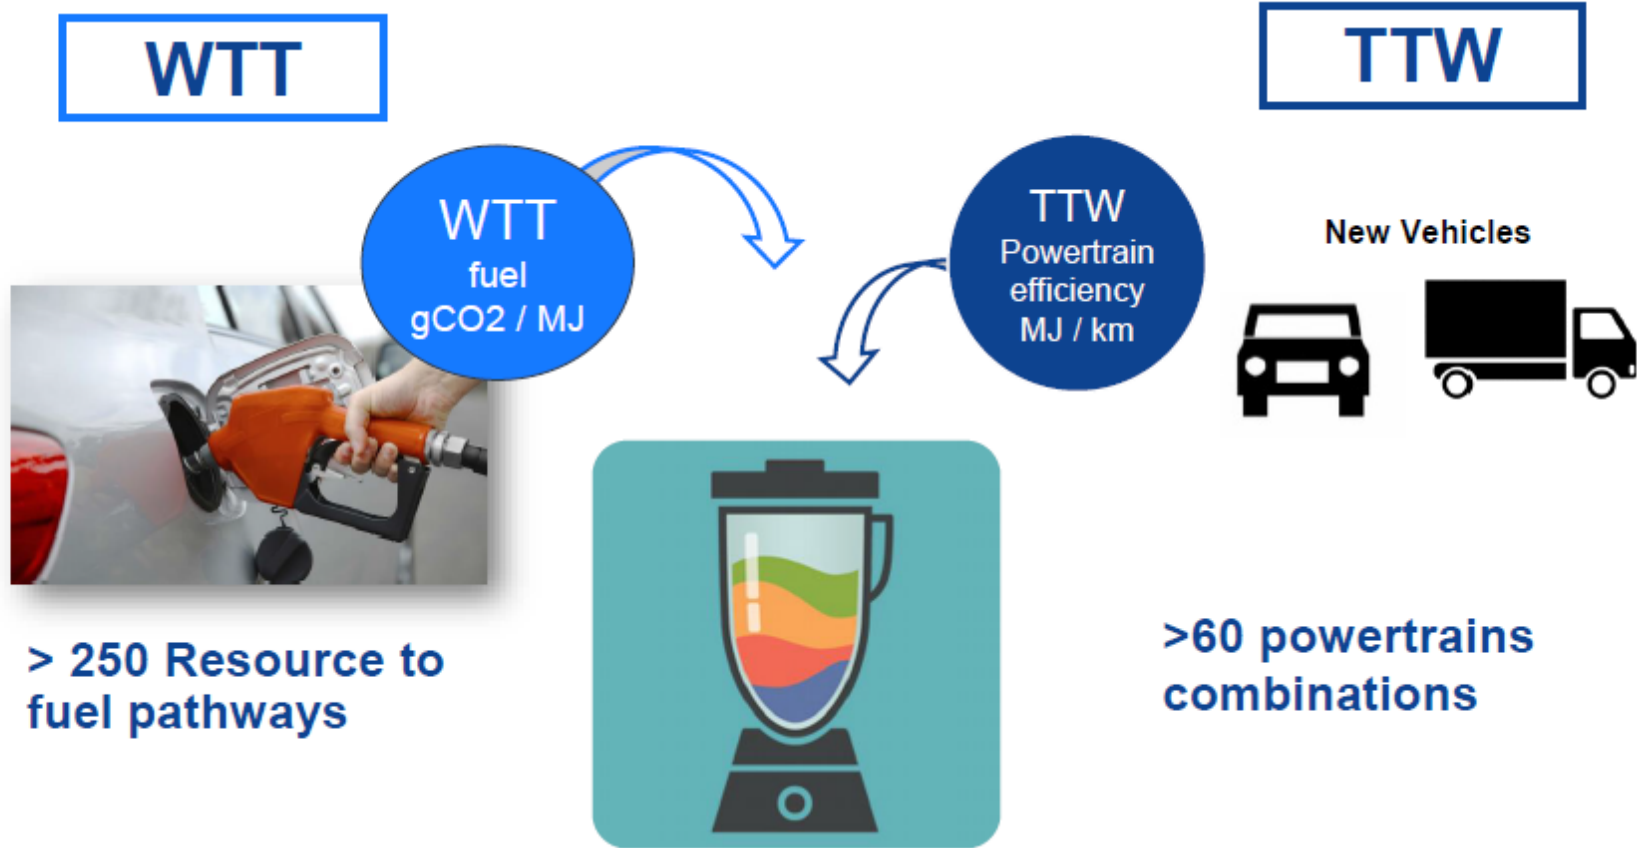 WTT
TTW
WTT
fuel
gCO2 / MJ
TTW
Powertrain
efficiency
MJ / km
New Vehicles
> 250 Resource to
fuel pathways
>60 powertrains
combinations